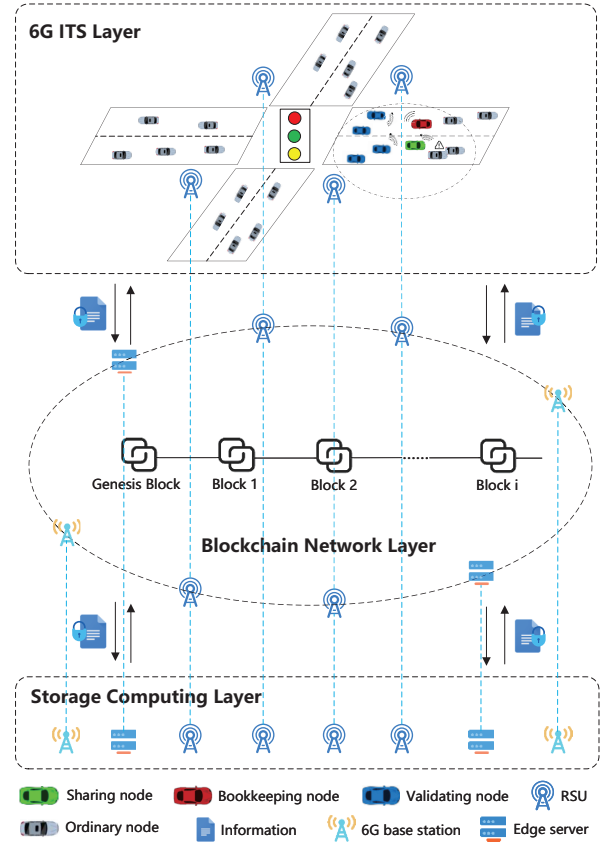 6G ITS Layer
Genesis Block
Block 1
Block 2
Block i
Blockchain Network Layer
Storage Computing Layer
Sharing node
Bookkeeping node
Validating node
RSU
Ordinary node
Information
6G base station
Edge server